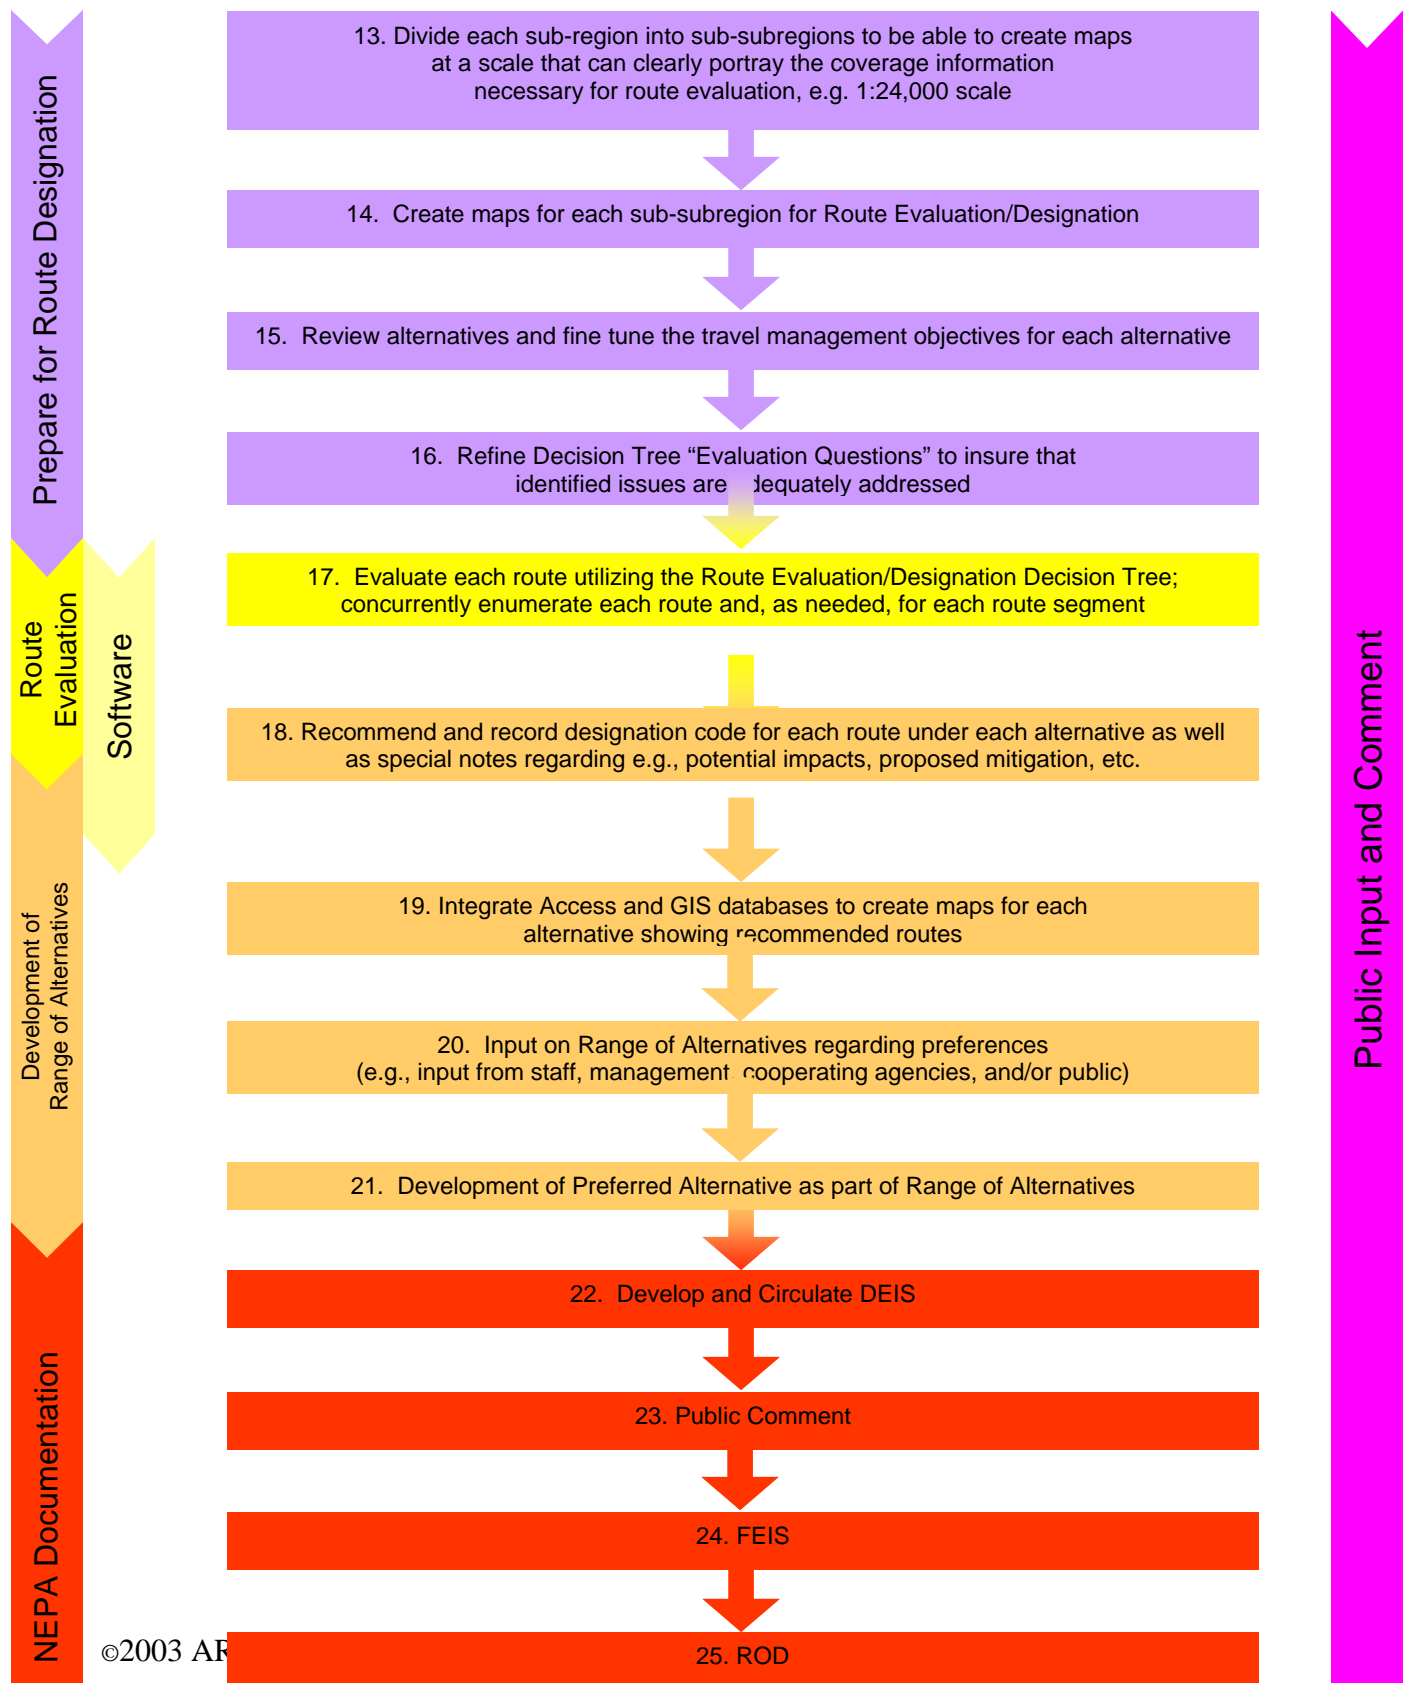 13. Divide each sub-region into sub-subregions to be able to create maps
at a scale that can clearly portray the coverage information
necessary for route evaluation, e.g. 1:24,000 scale
14. Create maps for each sub-subregion for Route Evaluation/Designation
15. Review alternatives and fine tune the travel management objectives for each alternative
16. Refine Decision Tree “Evaluation Questions” to insure that
identified issues are dequately addressed
Prepare for Route Designation
17. Evaluate each route utilizing the Route Evaluation/Designation Decision Tree;
concurrently enumerate each route and, as needed, for each route segment
Route
Evaluation
Software
18. Recommend and record designation code for each route under each alternative as well
as special notes regarding e.g., potential impacts, proposed mitigation, etc.
19. Integrate Access and GIS databases to create maps for each
alternative showing recommended routes
20. Input on Range of Alternatives regarding preferences
(e.g., input from staff, management, cooperating agencies, and/or public)
21. Development of Preferred Alternative as part of Range of Alternatives
Development of
Range of Alternatives
22. Develop and Circulate DEIS
23. Public Comment
24. FEIS
25. ROD
NEPA Documentation
©2003
Public Input and Comment